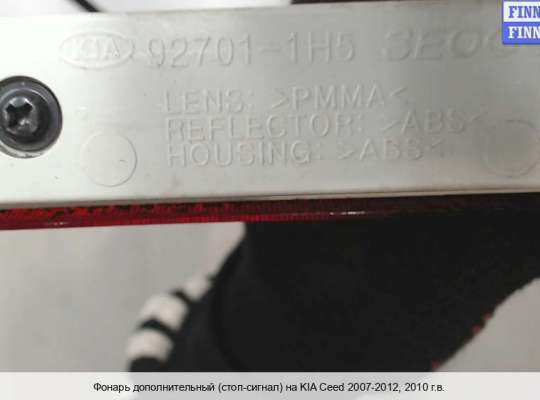 FINN
FINN
KIA 92701-1H5 SEOG
LENS: >PMMA<
REFLECTOR: >ABS<
HOUSING: >ABS<
Фонарь дополнительный (стоп-сигнал) на KIA Ceed 2007-2012, 2010 г.в.